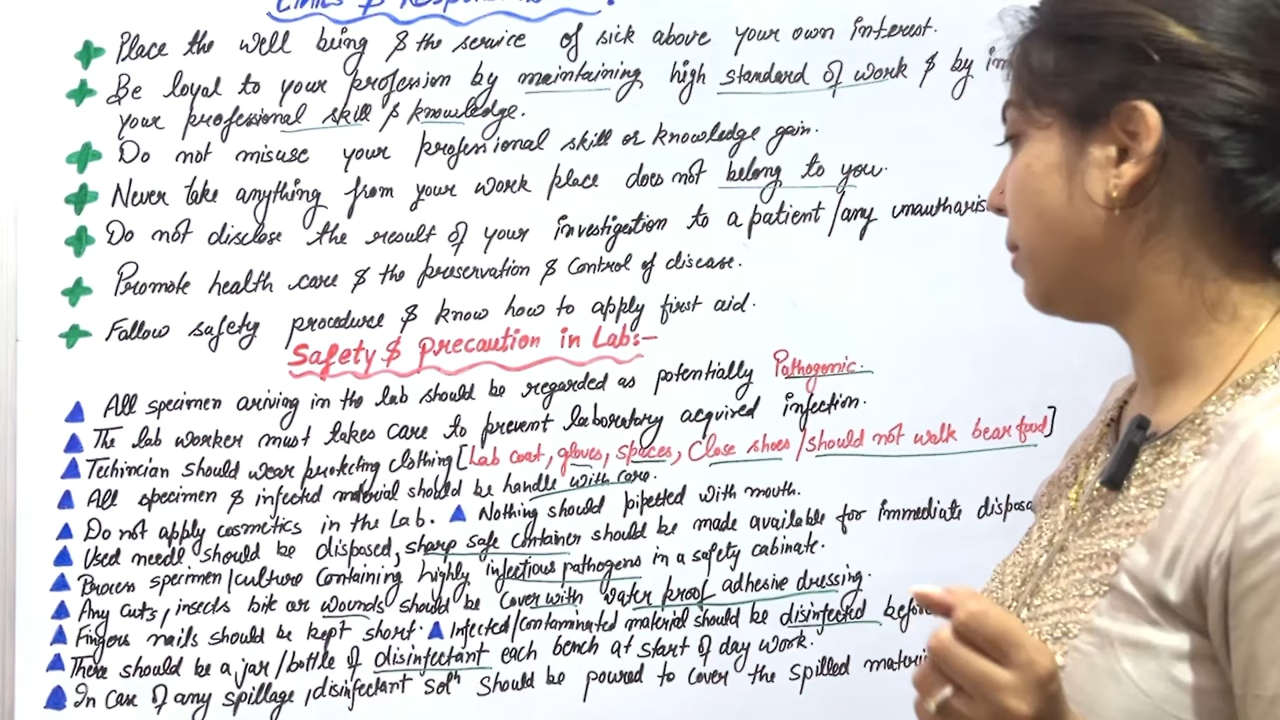 Place the well being & the service of sick above your own interest.
Be loyal to your profession by maintaining high standard of work & by im
your professional skill & knowledge.
Do not misuse your professional skill or knowledge gain.
Never take anything from your work place does not belong to you.
Do not disclose the result of your investigation to a patient/any unautharis
Promote health care & the preservation & Control of disease.
Follow safety procedure & know how to apply first aid.
Safety & precaution in Lab:-
All specimen ariving in the lab should be regarded as potentially Pathogenic.
The lab worker must takes care to prevent laboratory acquired infection.
Techincian should wear protecting clothing [Lab coat, gloves, spaces, Close shoes/should not walk bear food]
All specimen & infected material should be handle with care.
Do not apply cosmetics in the Lab. Nothing should pipetted with mouth.
Used needle should be disposed, sharp safe container should be made available for immediate disposa
Process specimen/culture containing highly infectious pathogens in a safety cabinate.
Any cuts, insects bite or wounds should be cover with water proof adhesive dressing.
Fingers nails should be kept short. Infected/contaminated material should be disinfected before
There should be a jar/bottle of disinfectant each bench at start of day work.
In case of any spillage, disinfectant solⁿ should be poured to cover the spilled materi